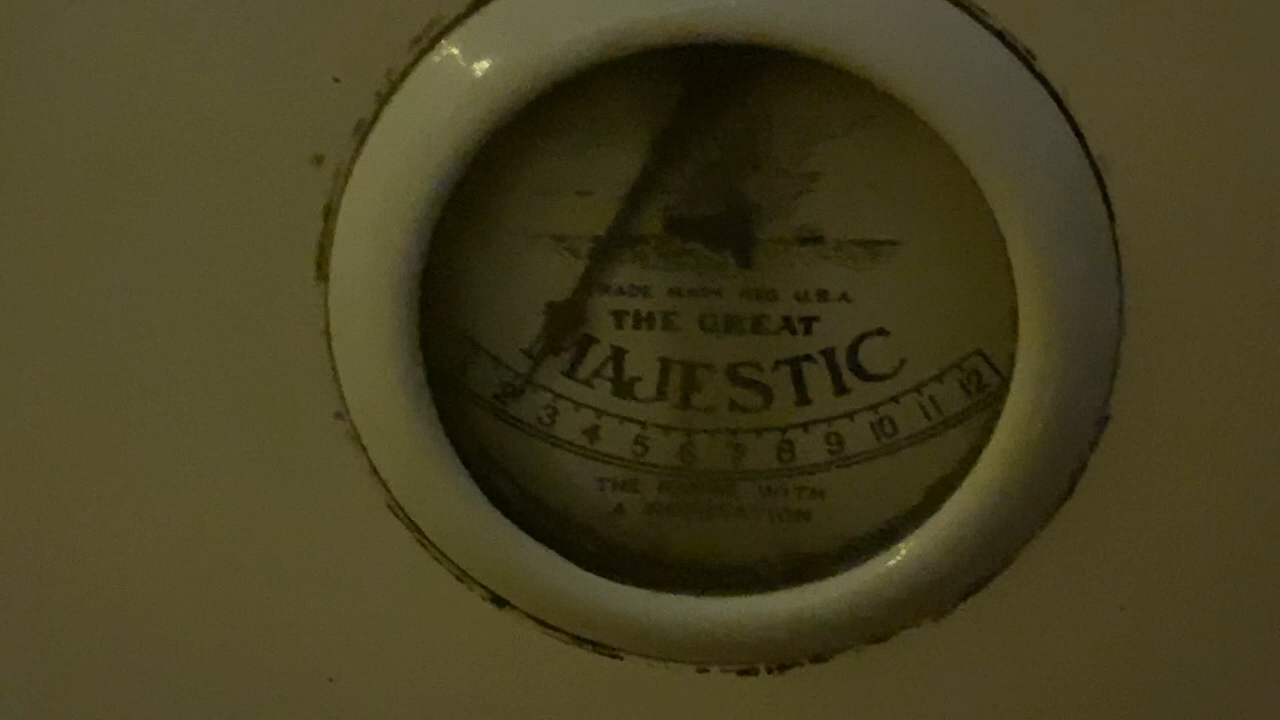 TRADE MARK REG U.S.A.
THE GREAT
MAJESTIC
2 3 4 5 6 7 8 9 10 11 12
THE RANGE WITH
A REPUTATION